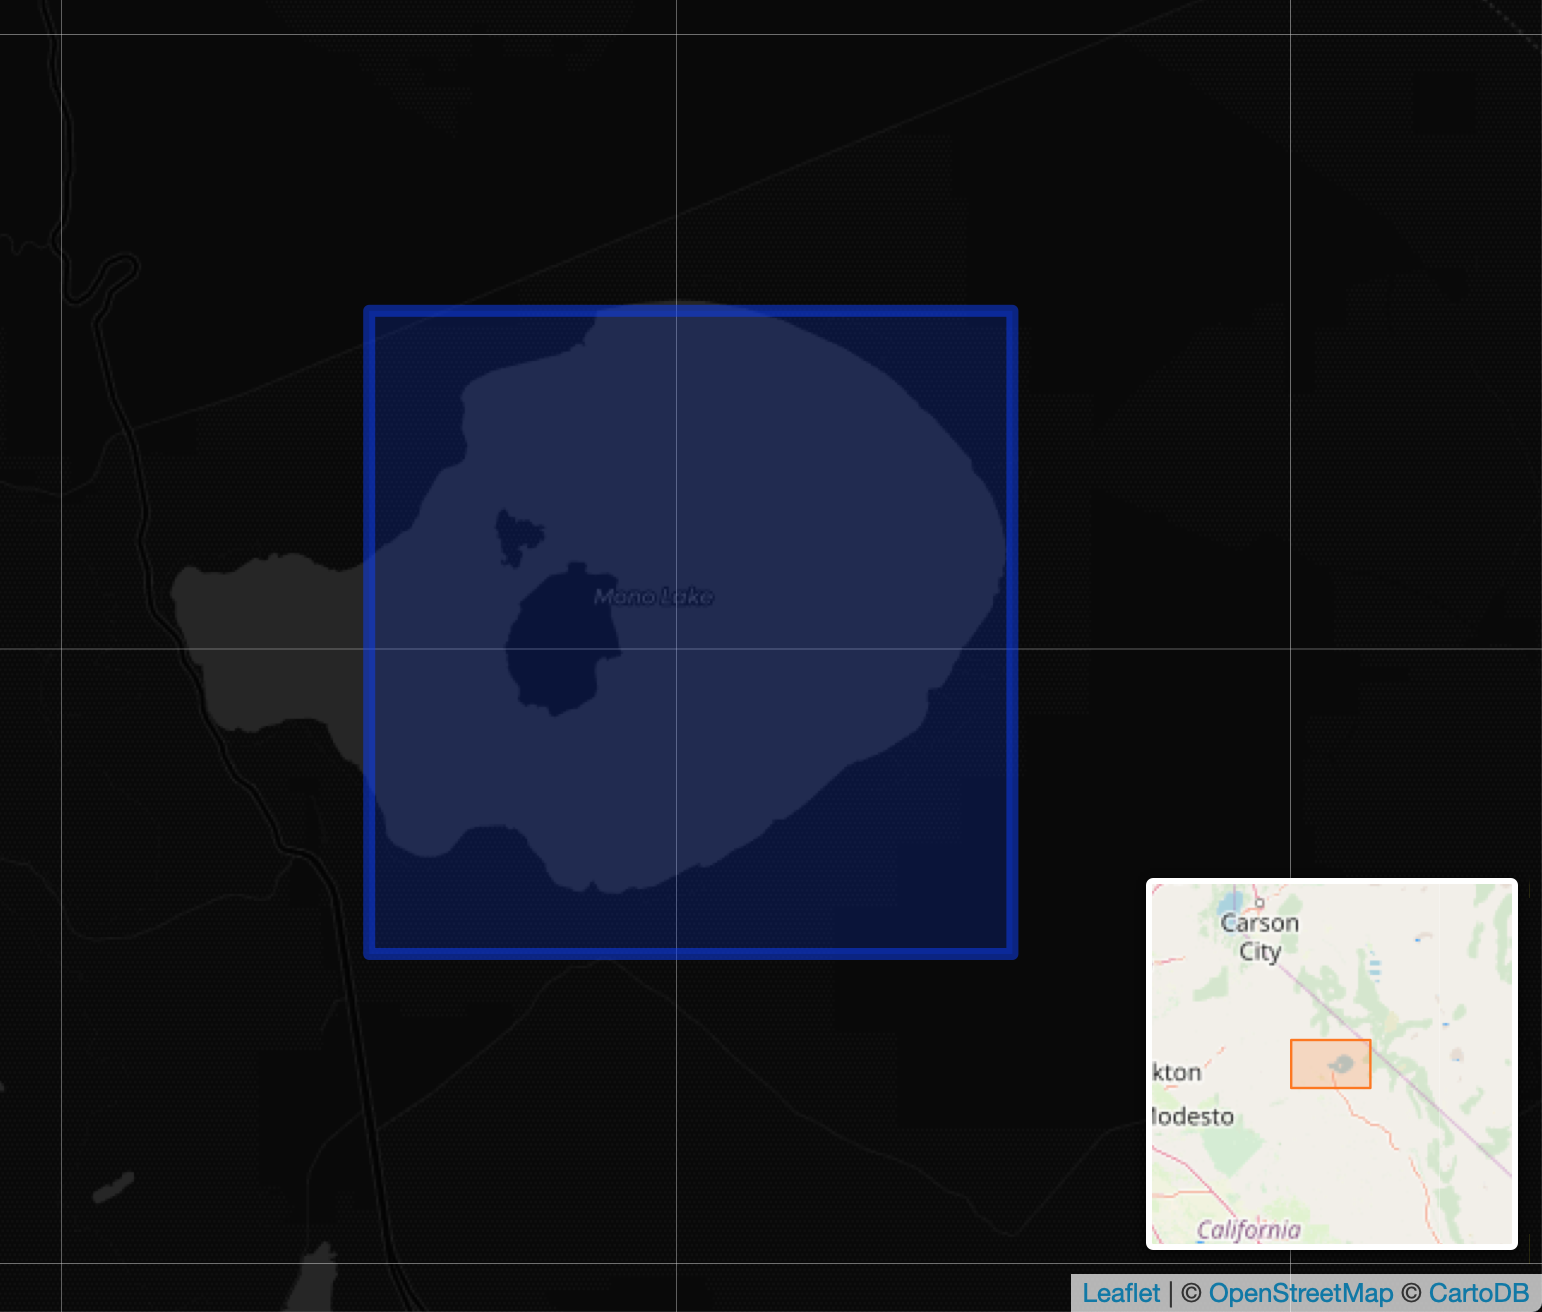 Mono Lake
Carson
City
kton
lodesto
California
Leaflet | © OpenStreetMap © CartoDB